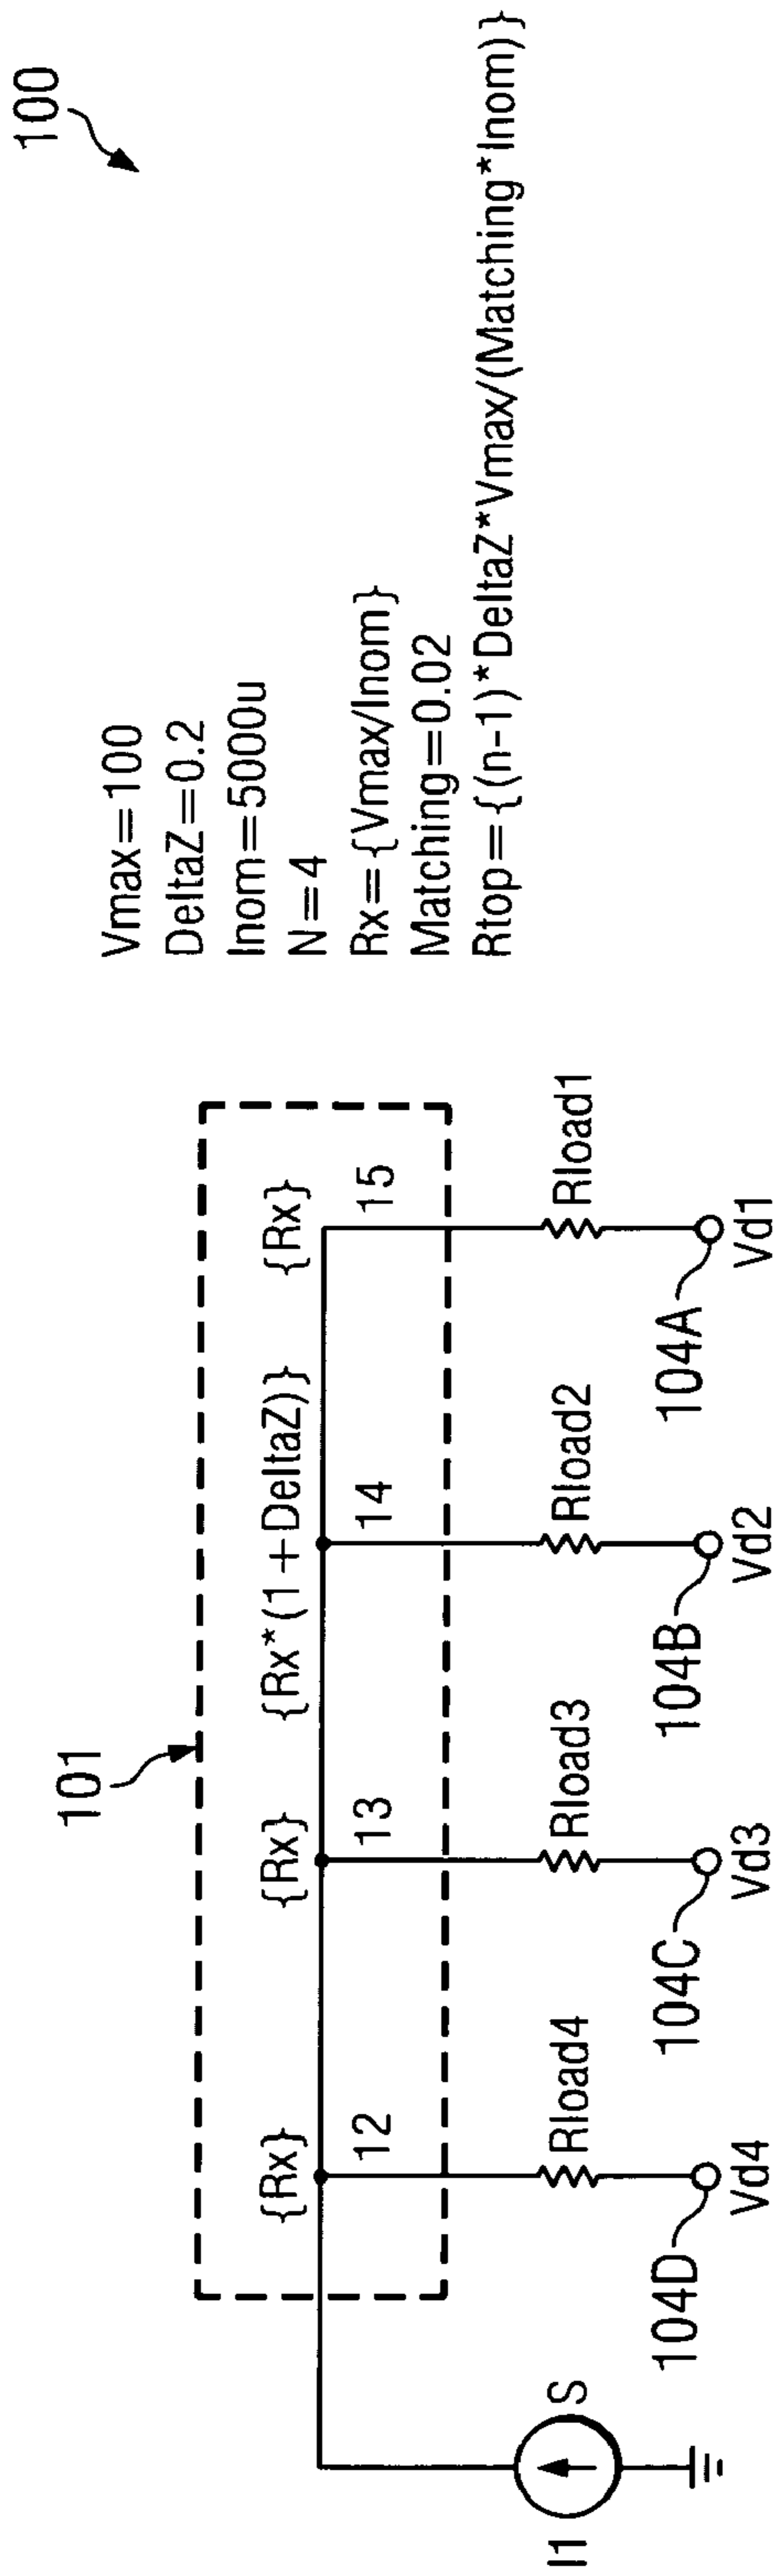 100
Vmax=100
DeltaZ=0.2
Inom=5000u
N=4
Rx={Vmax/Inom}
Matching=0.02
Rtop={(n-1)*DeltaZ*Vmax/(Matching*Inom)}
101
{Rx} {Rx} {Rx*(1+DeltaZ)} {Rx}
12 13 14 15
I1 S Rload4 Rload3 Rload2 Rload1
104D 104C 104B 104A
Vd4 Vd3 Vd2 Vd1